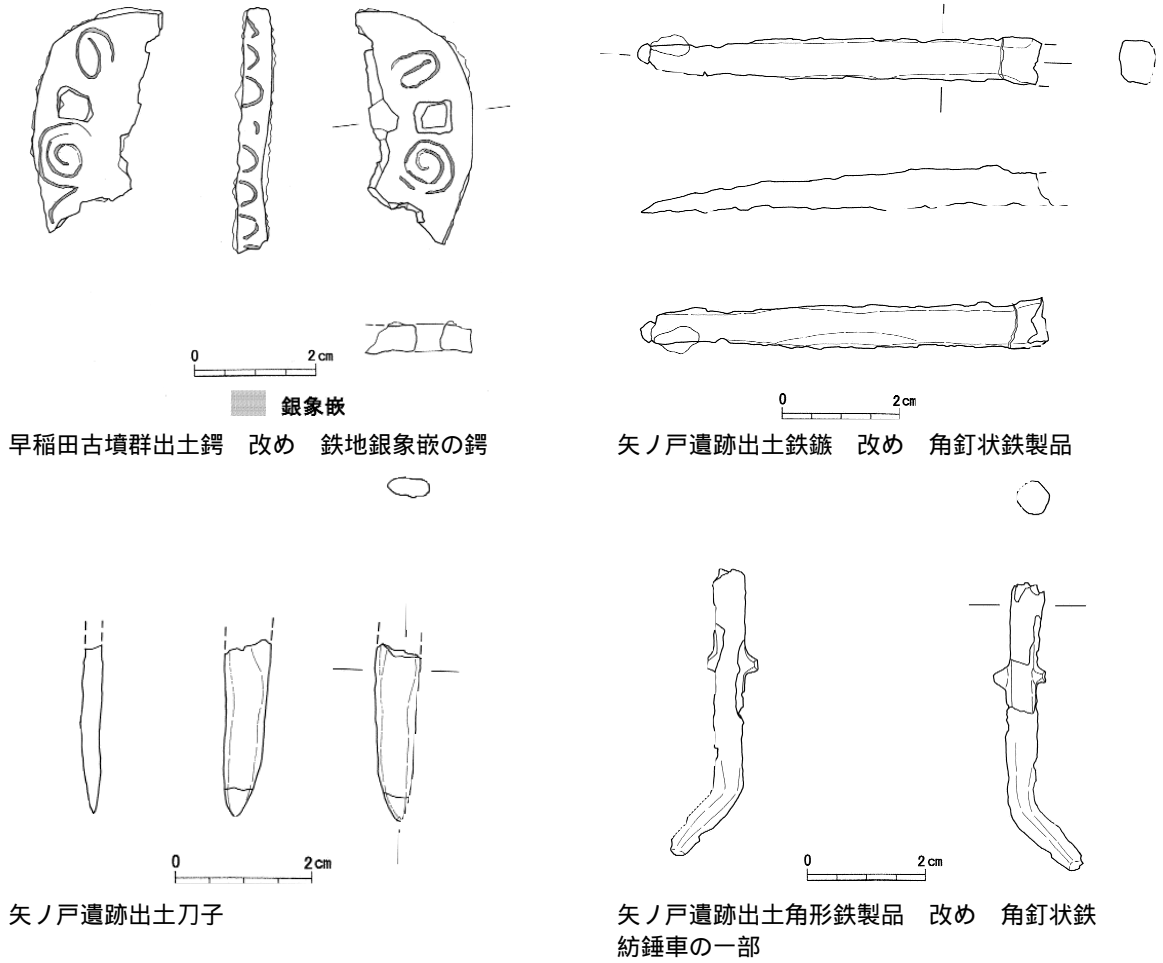 0 2cm
銀象嵌
早稲田古墳群出土鍔　改め　鉄地銀象嵌の鍔
0 2cm
矢ノ戸遺跡出土鉄鏃　改め　角釘状鉄製品
0 2cm
矢ノ戸遺跡出土刀子
0 2cm
矢ノ戸遺跡出土角形鉄製品　改め　角釘状鉄
紡錘車の一部